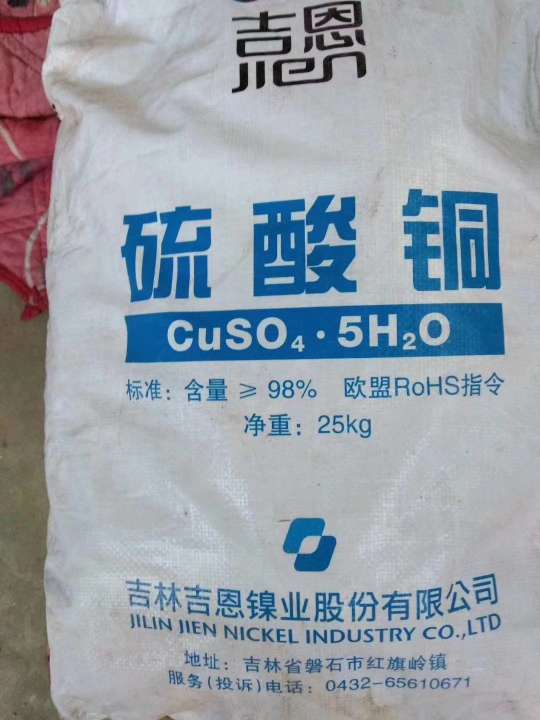 吉恩
JIEN
硫酸铜
CuSO₄·5H₂O
标准：含量 ≥ 98% 欧盟RoHS指令
净重：25kg
吉林吉恩镍业股份有限公司
JILIN JIEN NICKEL INDUSTRY CO.,LTD
地址：吉林省磐石市红旗岭镇
服务(投诉)电话：0432-65610671